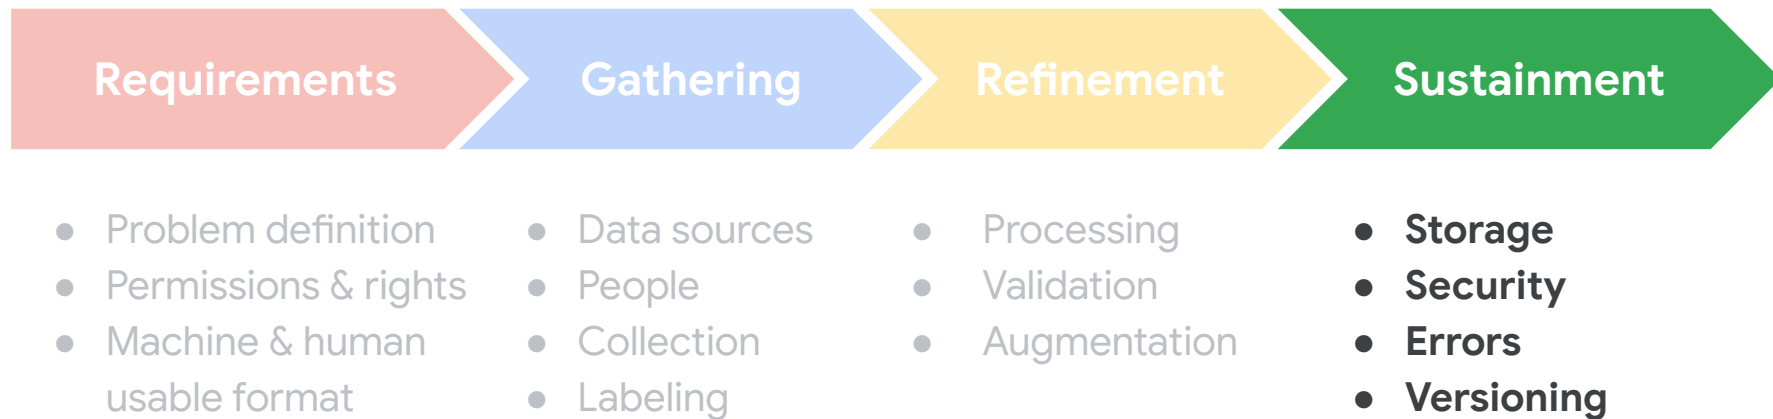 Requirements
Gathering
Refinement
Sustainment
● Problem definition
● Permissions & rights
● Machine & human
usable format
● Data sources
● People
● Collection
● Labeling
● Processing
● Validation
● Augmentation
● Storage
● Security
● Errors
● Versioning